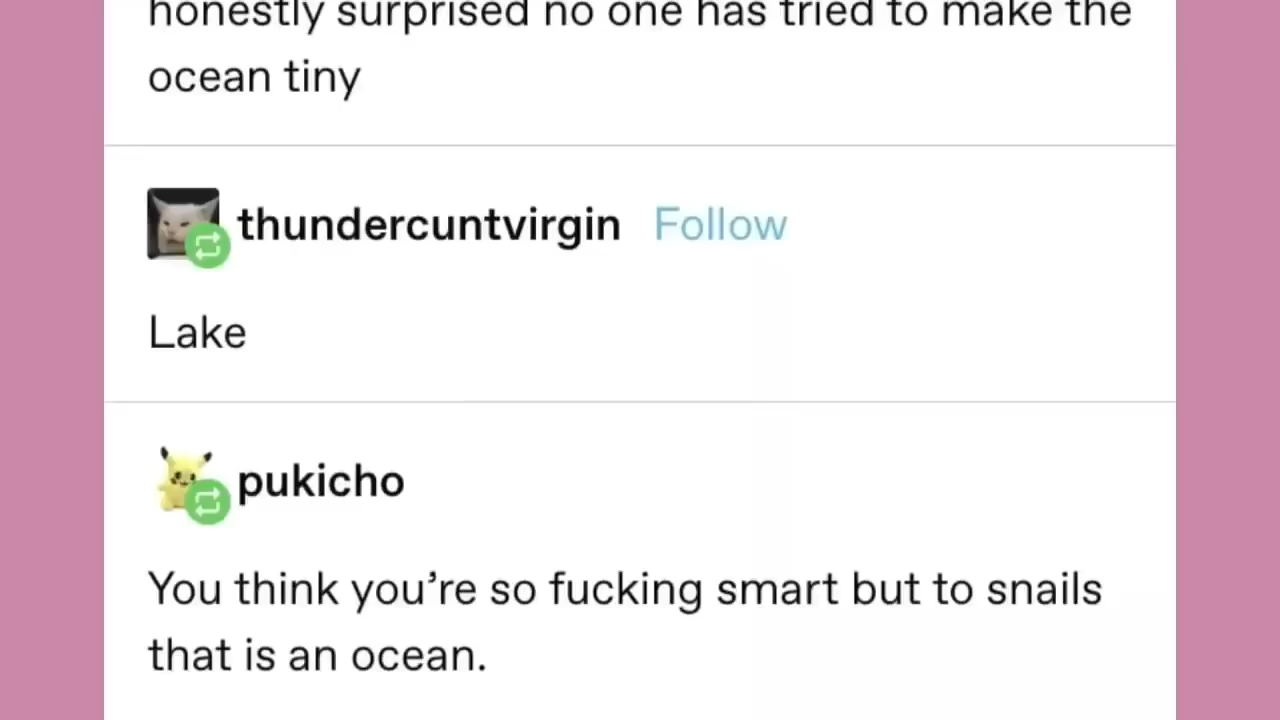 honestly surprised no one has tried to make the
ocean tiny
thundercuntvirgin Follow
Lake
pukicho
You think you’re so fucking smart but to snails
that is an ocean.